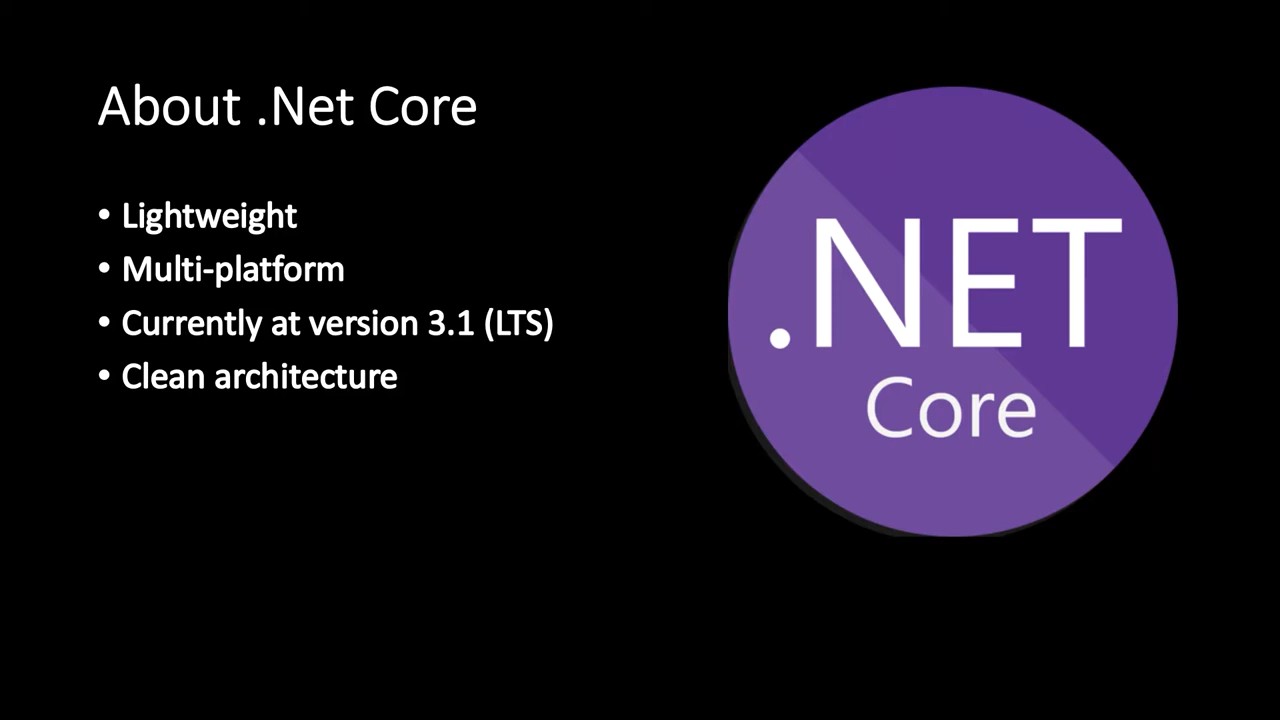 About .Net Core
• Lightweight
• Multi-platform
• Currently at version 3.1 (LTS)
• Clean architecture
.NET
Core